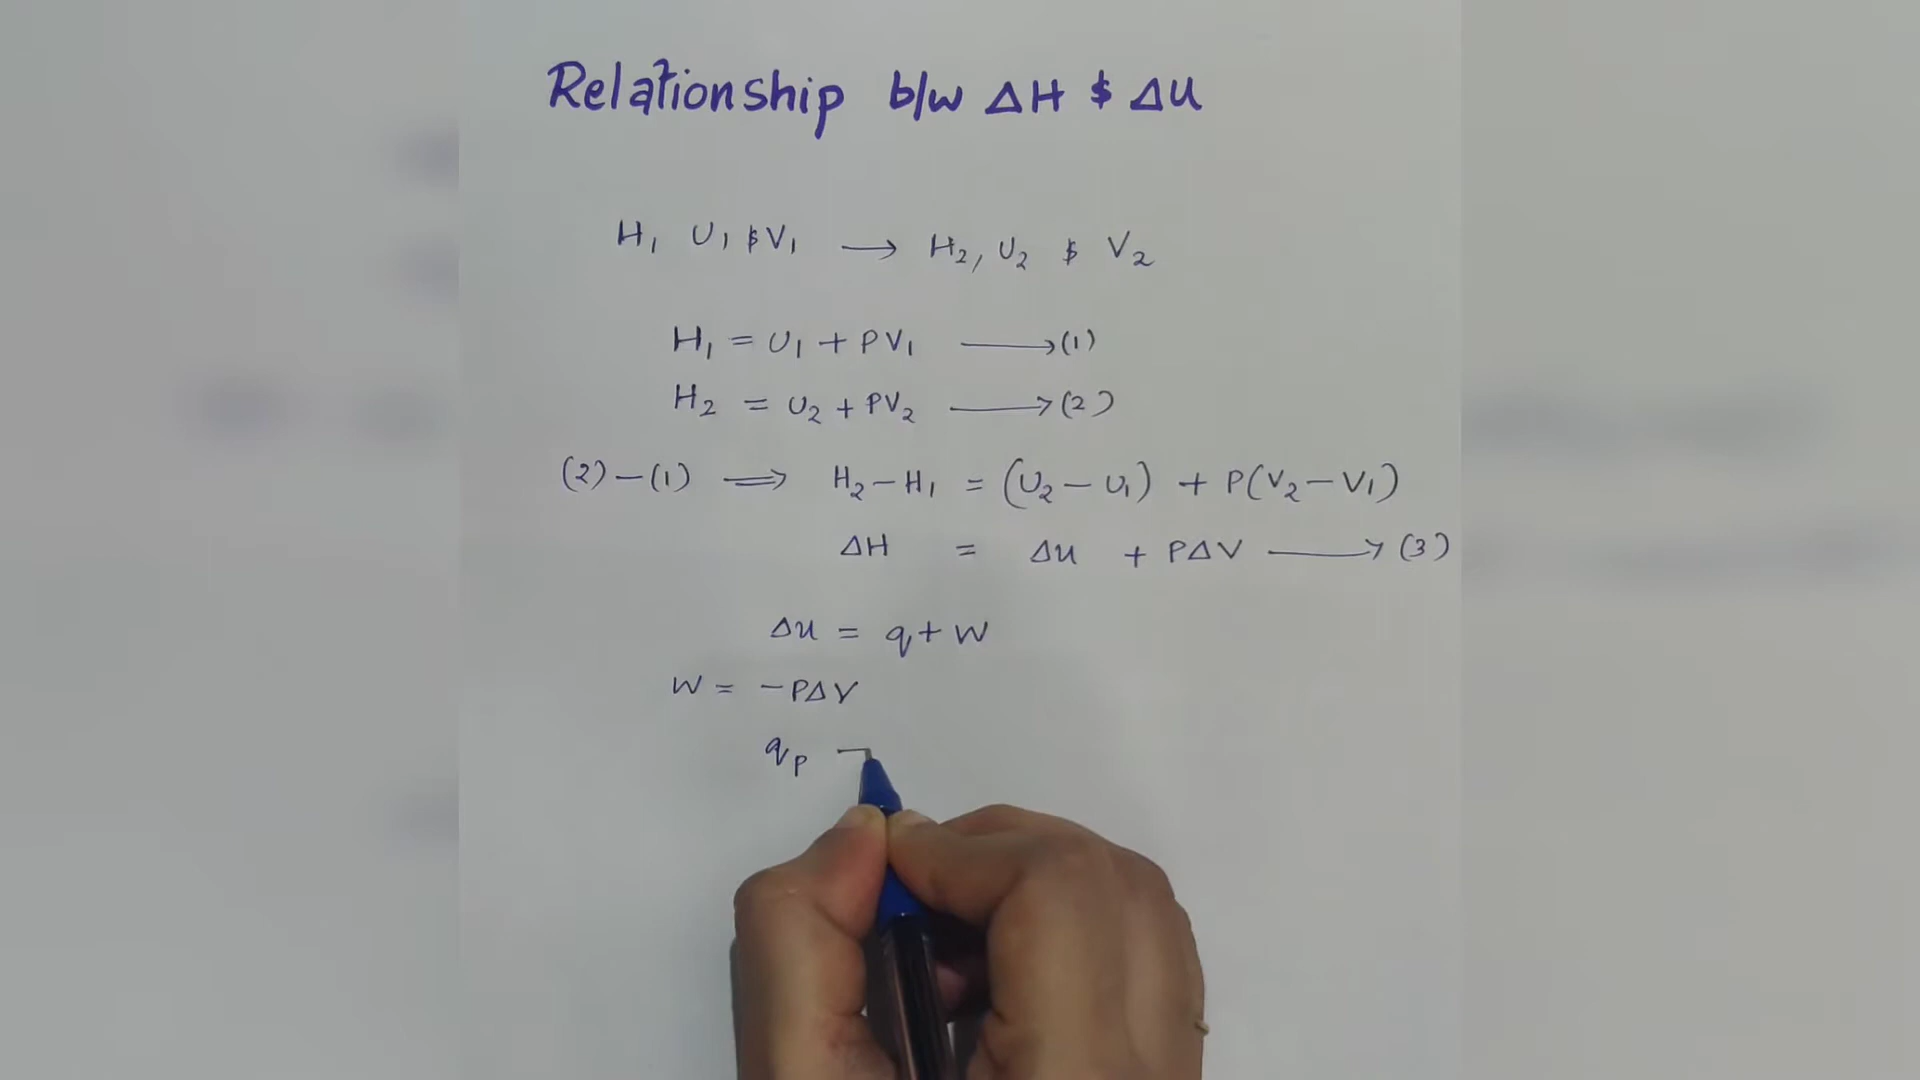 Relationship b/w ΔH $ ΔU
H₁ U₁ $ V₁ ⟶ H₂, U₂ $ V₂
H₁ = U₁ + PV₁ ⟶ (1)
H₂ = U₂ + PV₂ ⟶ (2)
(2) – (1) ⟹ H₂ – H₁ = (U₂ – U₁) + P(V₂ – V₁)
ΔH = ΔU + PΔV ⟶ (3)
ΔU = q + W
W = – PΔV
qₚ –